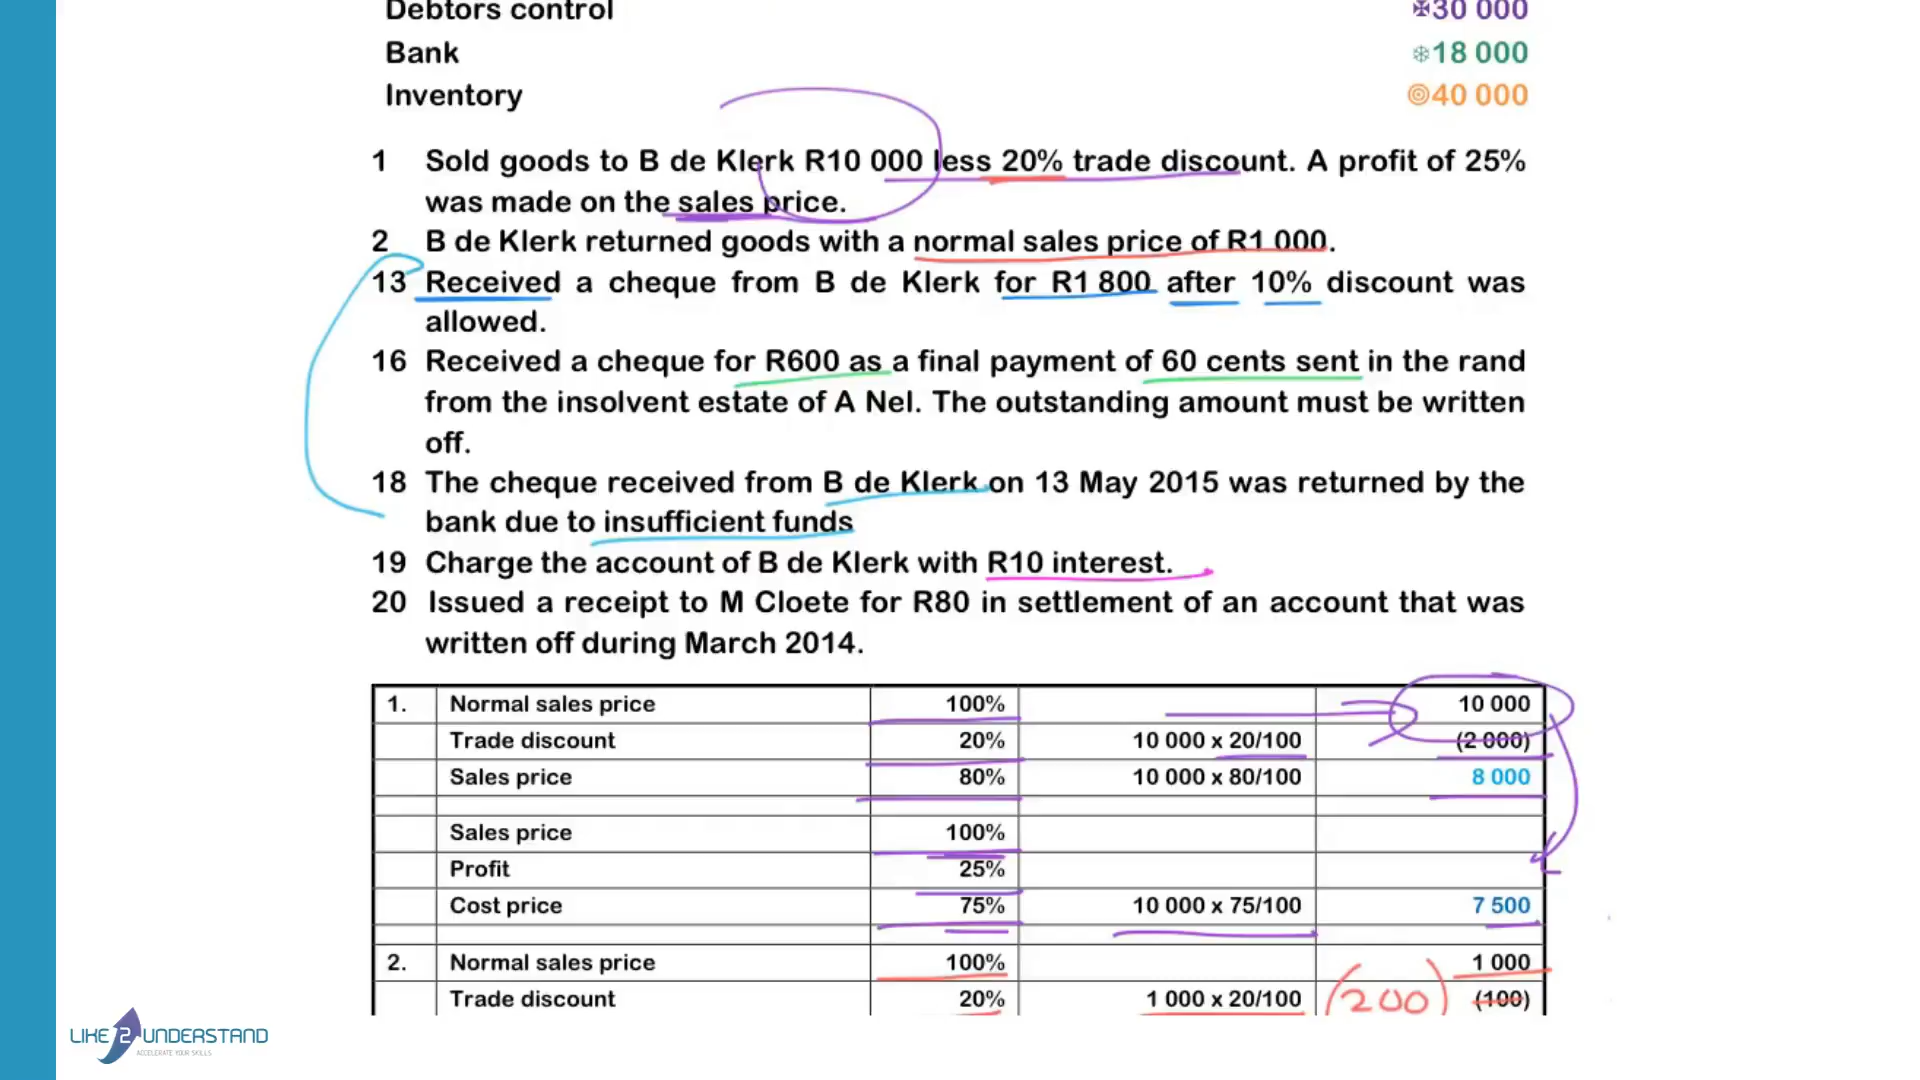 Debtors control ✠30 000
Bank ❄18 000
Inventory ◎40 000
1 Sold goods to B de Klerk R10 000 less 20% trade discount. A profit of 25%
was made on the sales price.
2 B de Klerk returned goods with a normal sales price of R1 000.
13 Received a cheque from B de Klerk for R1 800 after 10% discount was
allowed.
16 Received a cheque for R600 as a final payment of 60 cents sent in the rand
from the insolvent estate of A Nel. The outstanding amount must be written
off.
18 The cheque received from B de Klerk on 13 May 2015 was returned by the
bank due to insufficient funds
19 Charge the account of B de Klerk with R10 interest.
20 Issued a receipt to M Cloete for R80 in settlement of an account that was
written off during March 2014.
1. Normal sales price 100% 10 000
Trade discount 20% 10 000 x 20/100 (2 000)
Sales price 80% 10 000 x 80/100 8 000
Sales price 100%
Profit 25%
Cost price 75% 10 000 x 75/100 7 500
2. Normal sales price 100% 1 000
Trade discount 20% 1 000 x 20/100 (200) (100)
LIKE 2 UNDERSTAND
ACCELERATE YOUR SKILLS